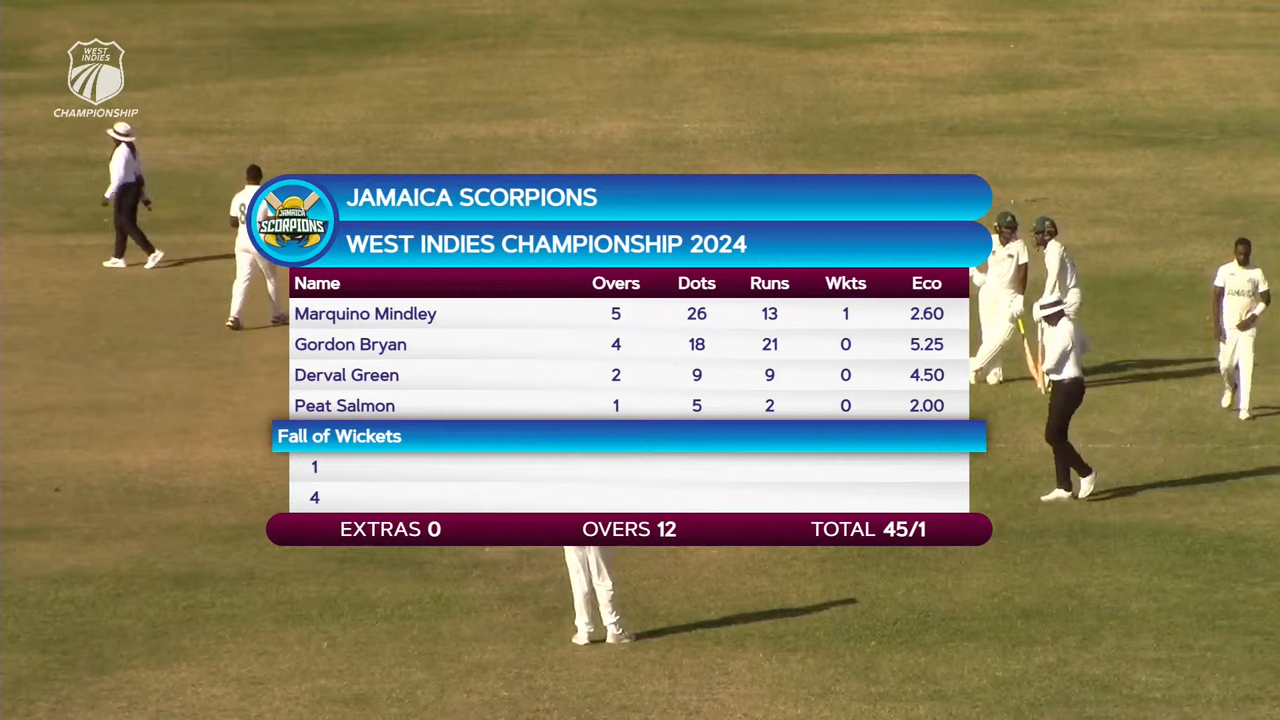 WEST
INDIES
CHAMPIONSHIP
8
JAMAICA SCORPIONS
JAMAICA
SCORPIONS
WEST INDIES CHAMPIONSHIP 2024
Name Overs Dots Runs Wkts Eco
Marquino Mindley 5 26 13 1 2.60
Gordon Bryan 4 18 21 0 5.25
Derval Green 2 9 9 0 4.50
Peat Salmon 1 5 2 0 2.00
JAMAICA
Fall of Wickets
1
4
EXTRAS 0 OVERS 12 TOTAL 45/1